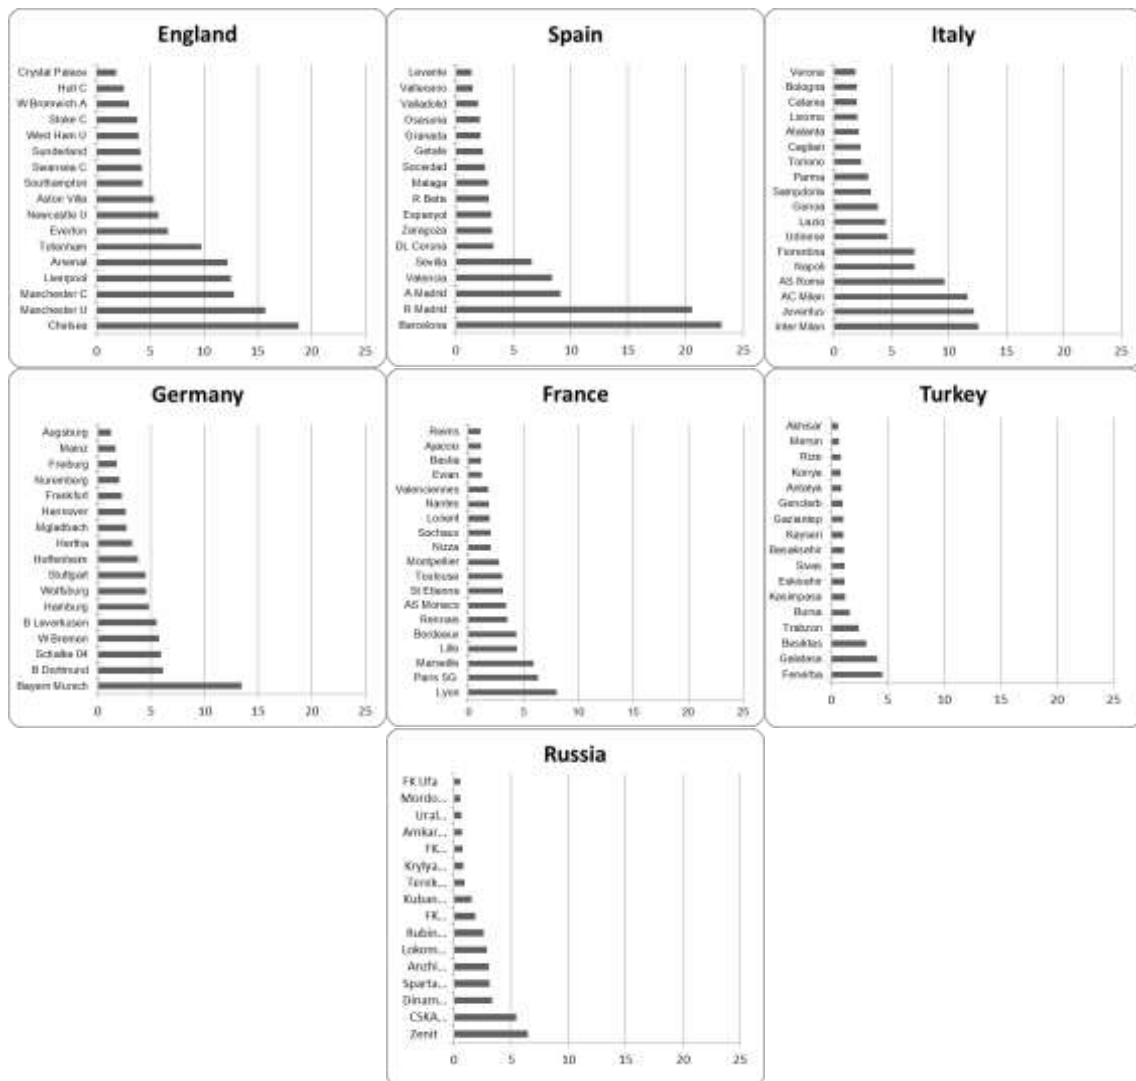 England
Crystal Palace
Hull C
W Bromwich A
Stoke C
West Ham U
Sunderland
Swansea C
Southampton
Aston Villa
Newcastle U
Everton
Tottenham
Arsenal
Liverpool
Manchester C
Manchester U
Chelsea
0 5 10 15 20 25
Spain
Levante
Vallecano
Valladolid
Osasuna
Granada
Getafe
Sociedad
Malaga
R Betis
Espanyol
Zaragoza
DL Coruna
Sevilla
Valencia
A Madrid
R Madrid
Barcelona
0 5 10 15 20 25
Italy
Verona
Bologna
Catania
Livorno
Atalanta
Cagliari
Torino
Parma
Sampdoria
Genoa
Lazio
Udinese
Fiorentina
Napoli
AS Roma
AC Milan
Juventus
Inter Milan
0 5 10 15 20 25
Germany
Augsburg
Mainz
Freiburg
Nuremberg
Frankfurt
Hannover
Mgladbach
Hertha
Hoffenheim
Stuttgart
Wolfsburg
Hamburg
B Leverkusen
W Bremen
Schalke 04
B Dortmund
Bayern Munich
0 5 10 15 20 25
France
Reims
Ajaccio
Bastia
Evian
Valenciennes
Nantes
Lorient
Sochaux
Nizza
Montpellier
Toulouse
St Etienne
AS Monaco
Rennais
Bordeaux
Lille
Marseille
Paris SG
Lyon
0 5 10 15 20 25
Turkey
Akhisar
Mersin
Rize
Konya
Antalya
Genclerb
Gaziantep
Kayseri
Basaksehir
Sivas
Eskisehir
Kasimpasa
Bursa
Trabzon
Besiktas
Galatasa
Fenerba
0 5 10 15 20 25
Russia
FK Ufa
Mordo...
Ural...
Amkar...
FK...
Krylya...
Terek...
Kuban...
FK...
Rubin...
Lokom...
Anzhi...
Sparta...
Dinam...
CSKA...
Zenit
0 5 10 15 20 25